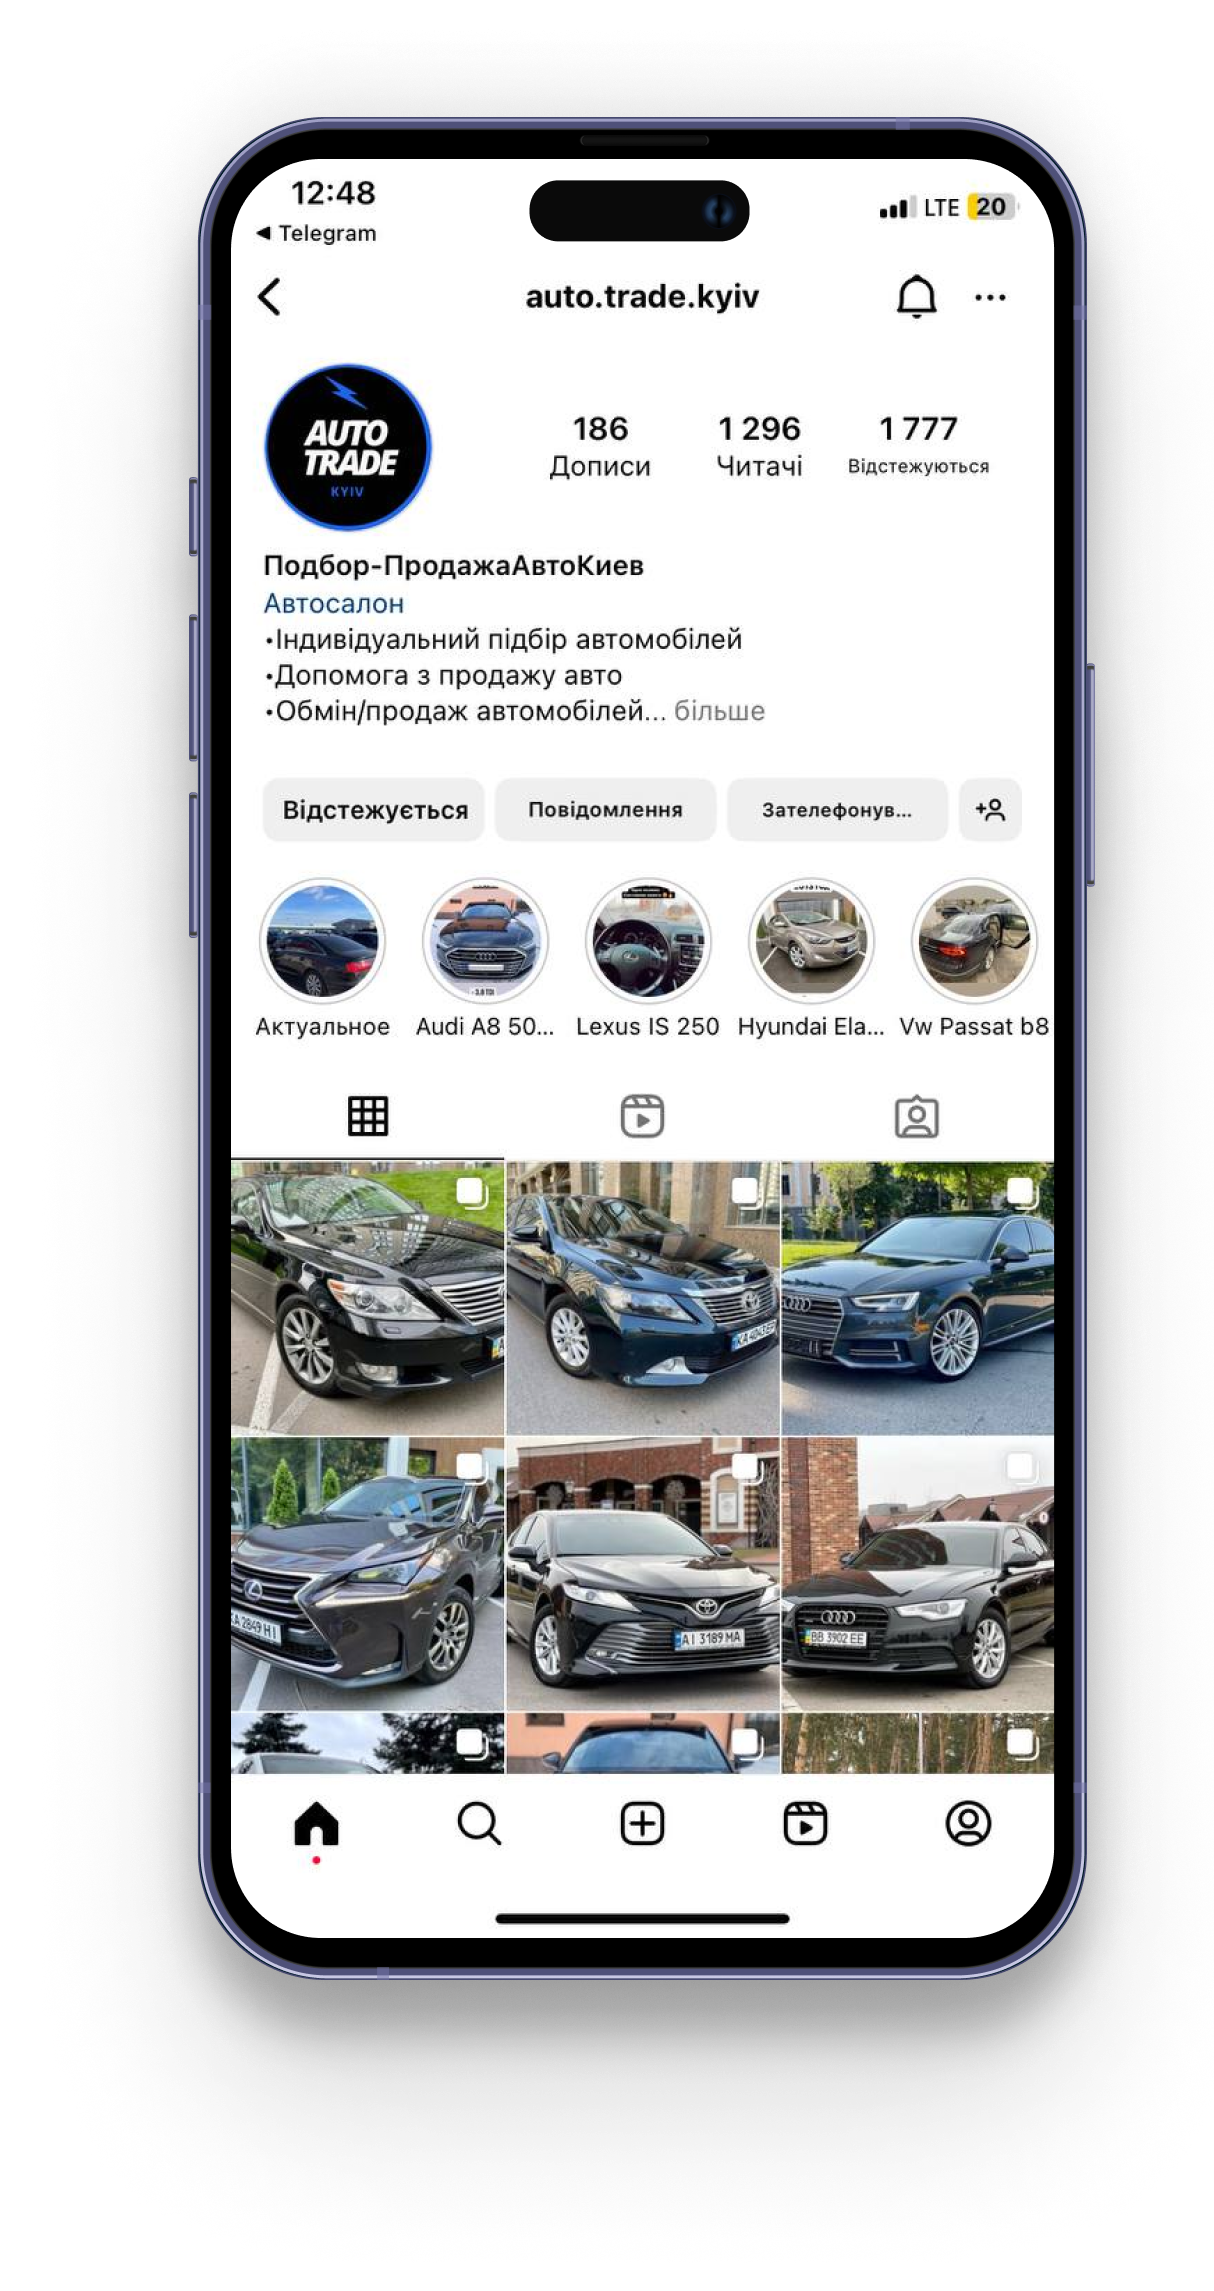 12:48
LTE 20
◀ Telegram
auto.trade.kyiv
AUTO
TRADE
KYIV
186
Дописи
1 296
Читачі
1 777
Відстежуються
Подбор-ПродажаАвтоКиев
Автосалон
•Індивідуальний підбір автомобілей
•Допомога з продажу авто
•Обмін/продаж автомобілей... більше
Відстежується
Повідомлення
Зателефонув...
Актуальное
Audi A8 50...
Lexus IS 250
Hyundai Ela...
Vw Passat b8
KA 4043EP
KA 2849 HI
AI 3189 MA
BB 3902 EE